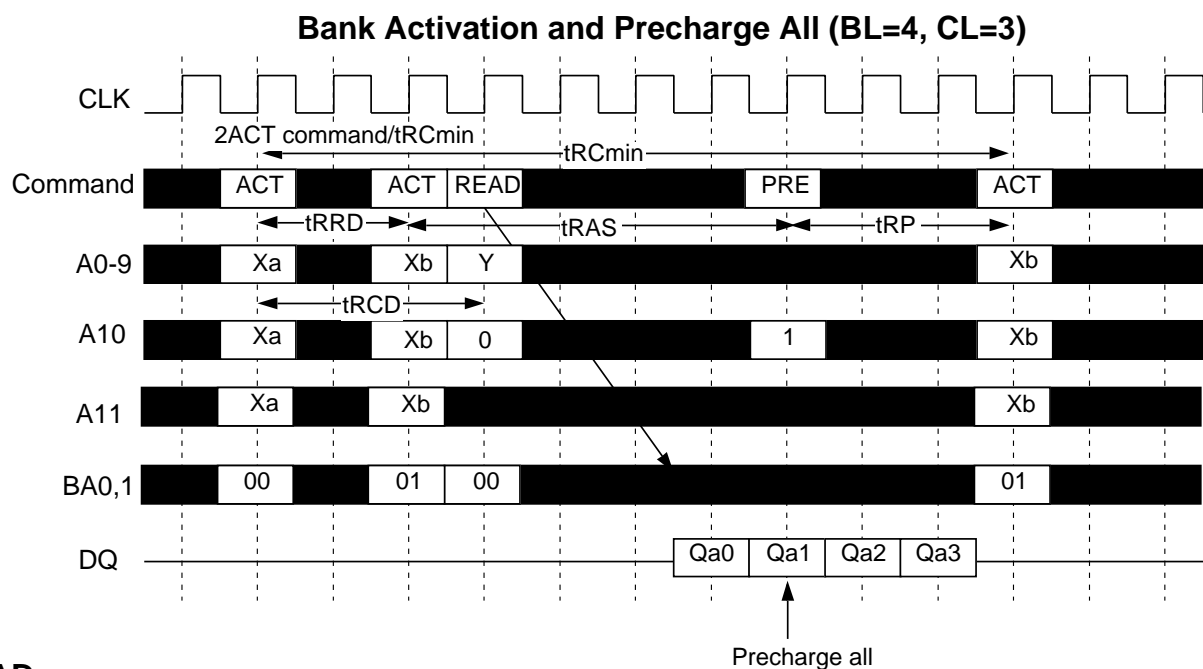 Bank Activation and Precharge All (BL=4, CL=3)
CLK
2ACT command/tRCmin
tRCmin
Command ACT ACT READ PRE ACT
tRRD tRAS tRP
A0-9 Xa Xb Y Xb
tRCD
A10 Xa Xb 0 1 Xb
A11 Xa Xb Xb
BA0,1 00 01 00 01
DQ Qa0 Qa1 Qa2 Qa3
Precharge all